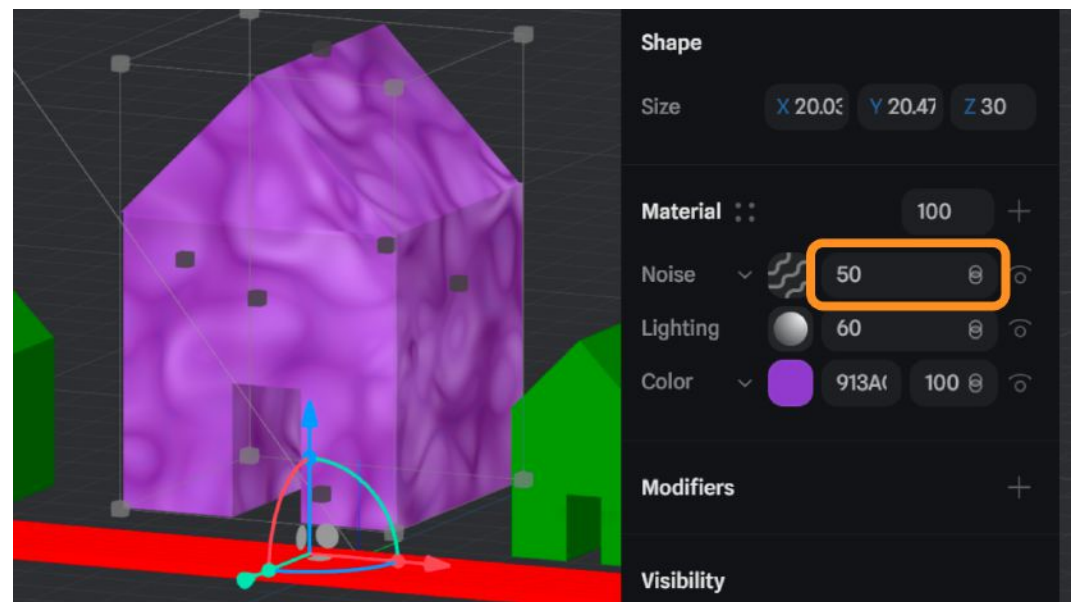 Shape
Size X 20.03 Y 20.47 Z 30
Material 100
Noise 50
Lighting 60
Color 913A 100
Modifiers
Visibility